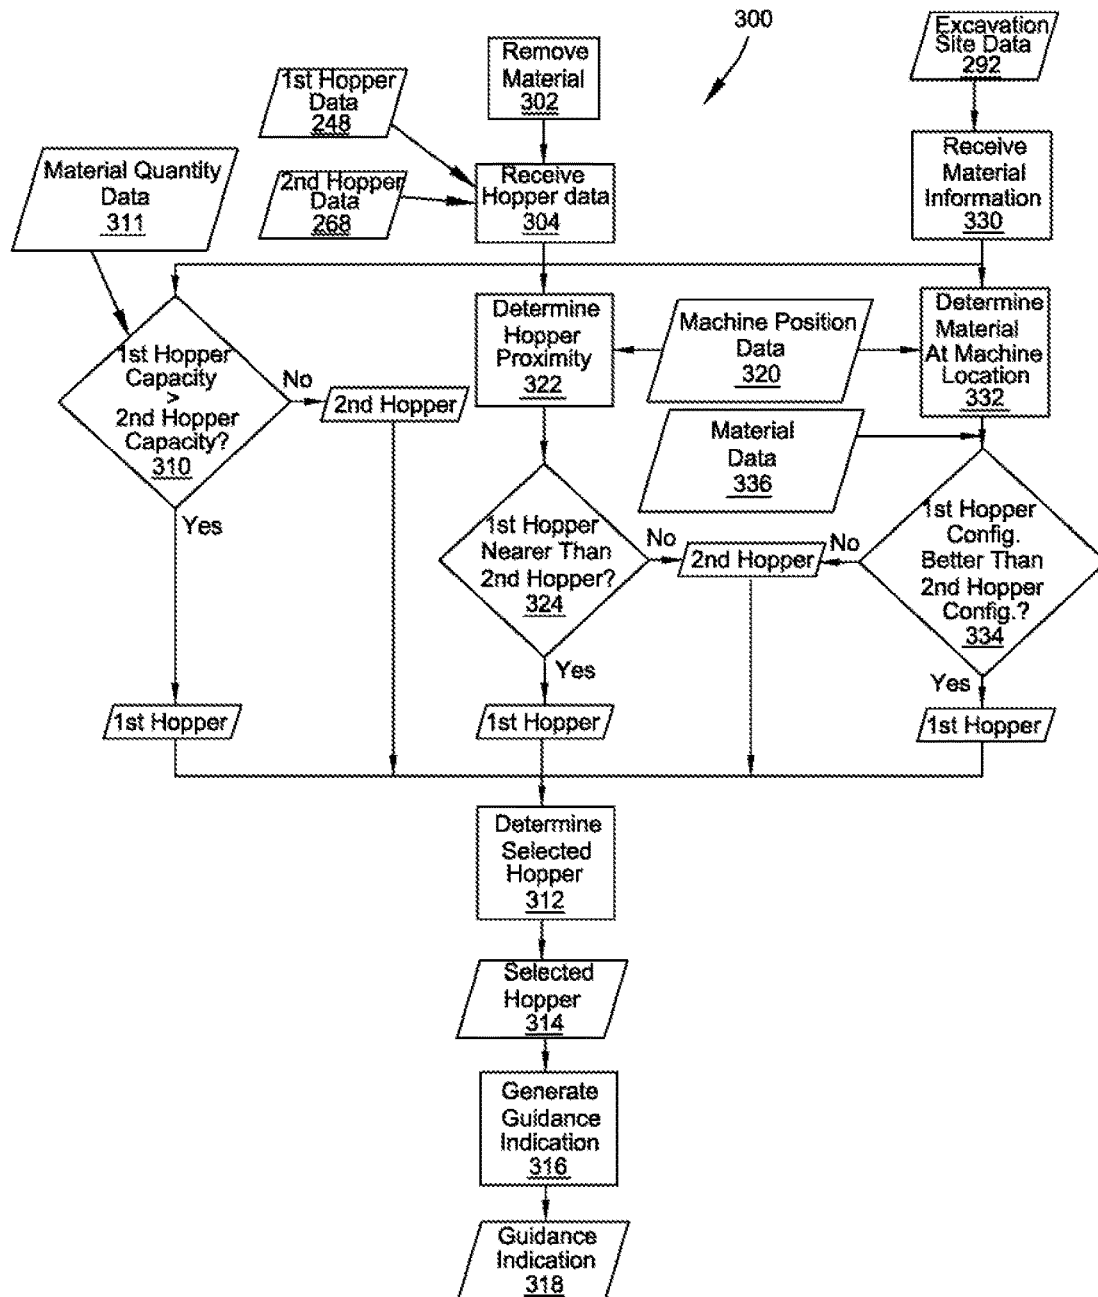 300
Excavation
Site Data
292
Remove
Material
302
1st Hopper
Data
248
Receive
Material
Information
330
Material Quantity
Data
311
2nd Hopper
Data
268
Receive
Hopper data
304
Determine
Hopper
Proximity
322
Machine Position
Data
320
Determine
Material
At Machine
Location
332
1st Hopper
Capacity
>
2nd Hopper
Capacity?
310
No
2nd Hopper
Yes
Material
Data
336
1st Hopper
Nearer Than
2nd Hopper?
324
No
2nd Hopper
No
1st Hopper
Config.
Better Than
2nd Hopper
Config.?
334
Yes
Yes
1st Hopper
1st Hopper
1st Hopper
Determine
Selected
Hopper
312
Selected
Hopper
314
Generate
Guidance
Indication
316
Guidance
Indication
318